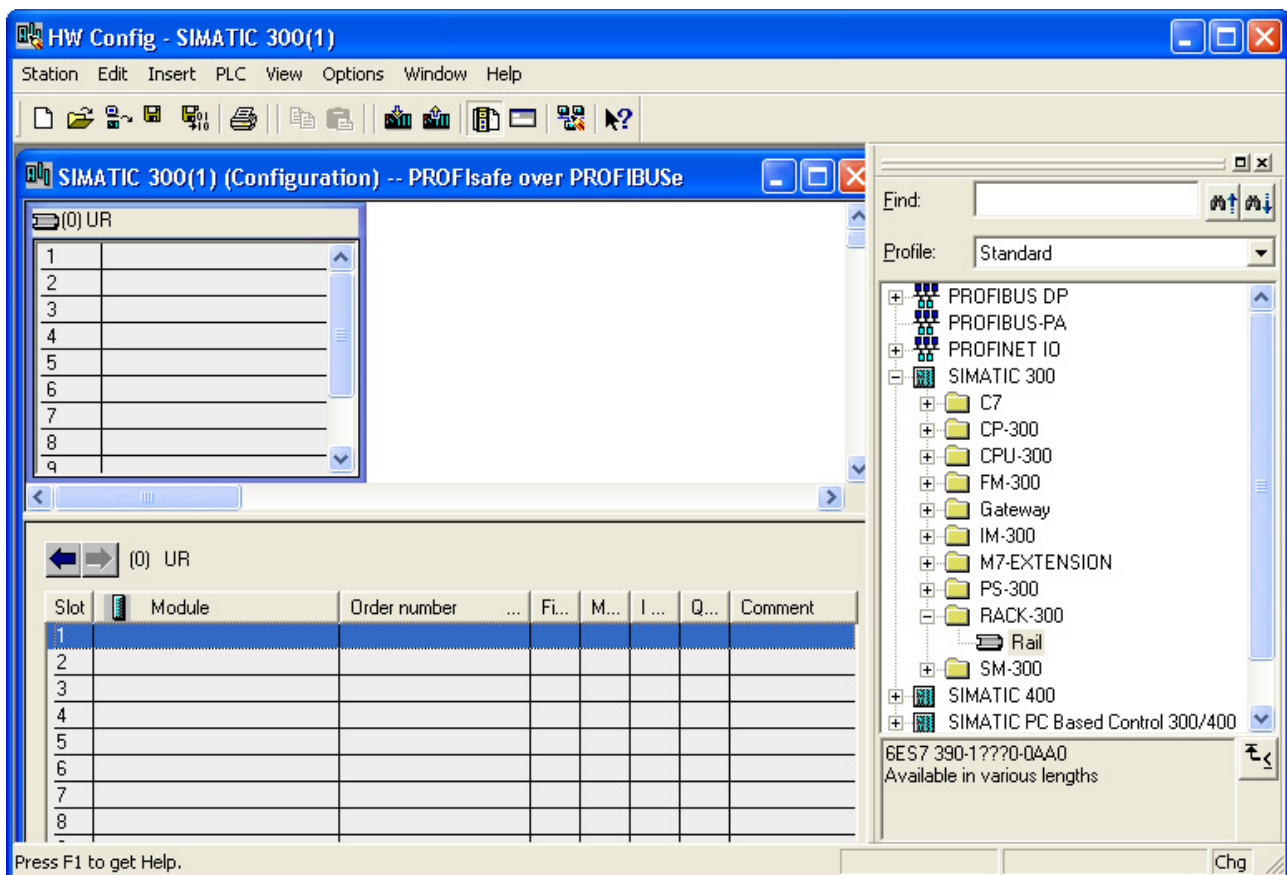 HW Config - SIMATIC 300(1)
Station Edit Insert PLC View Options Window Help
SIMATIC 300(1) (Configuration) -- PROFIsafe over PROFIBUSe
(0) UR
1
2
3
4
5
6
7
8
9
(0) UR
Slot Module Order number ... Fi... M... I ... Q... Comment
1
2
3
4
5
6
7
8
Find:
Profile: Standard
PROFIBUS DP
PROFIBUS-PA
PROFINET IO
SIMATIC 300
C7
CP-300
CPU-300
FM-300
Gateway
IM-300
M7-EXTENSION
PS-300
RACK-300
Rail
SM-300
SIMATIC 400
SIMATIC PC Based Control 300/400
6ES7 390-1???0-0AA0
Available in various lengths
Press F1 to get Help.
Chg